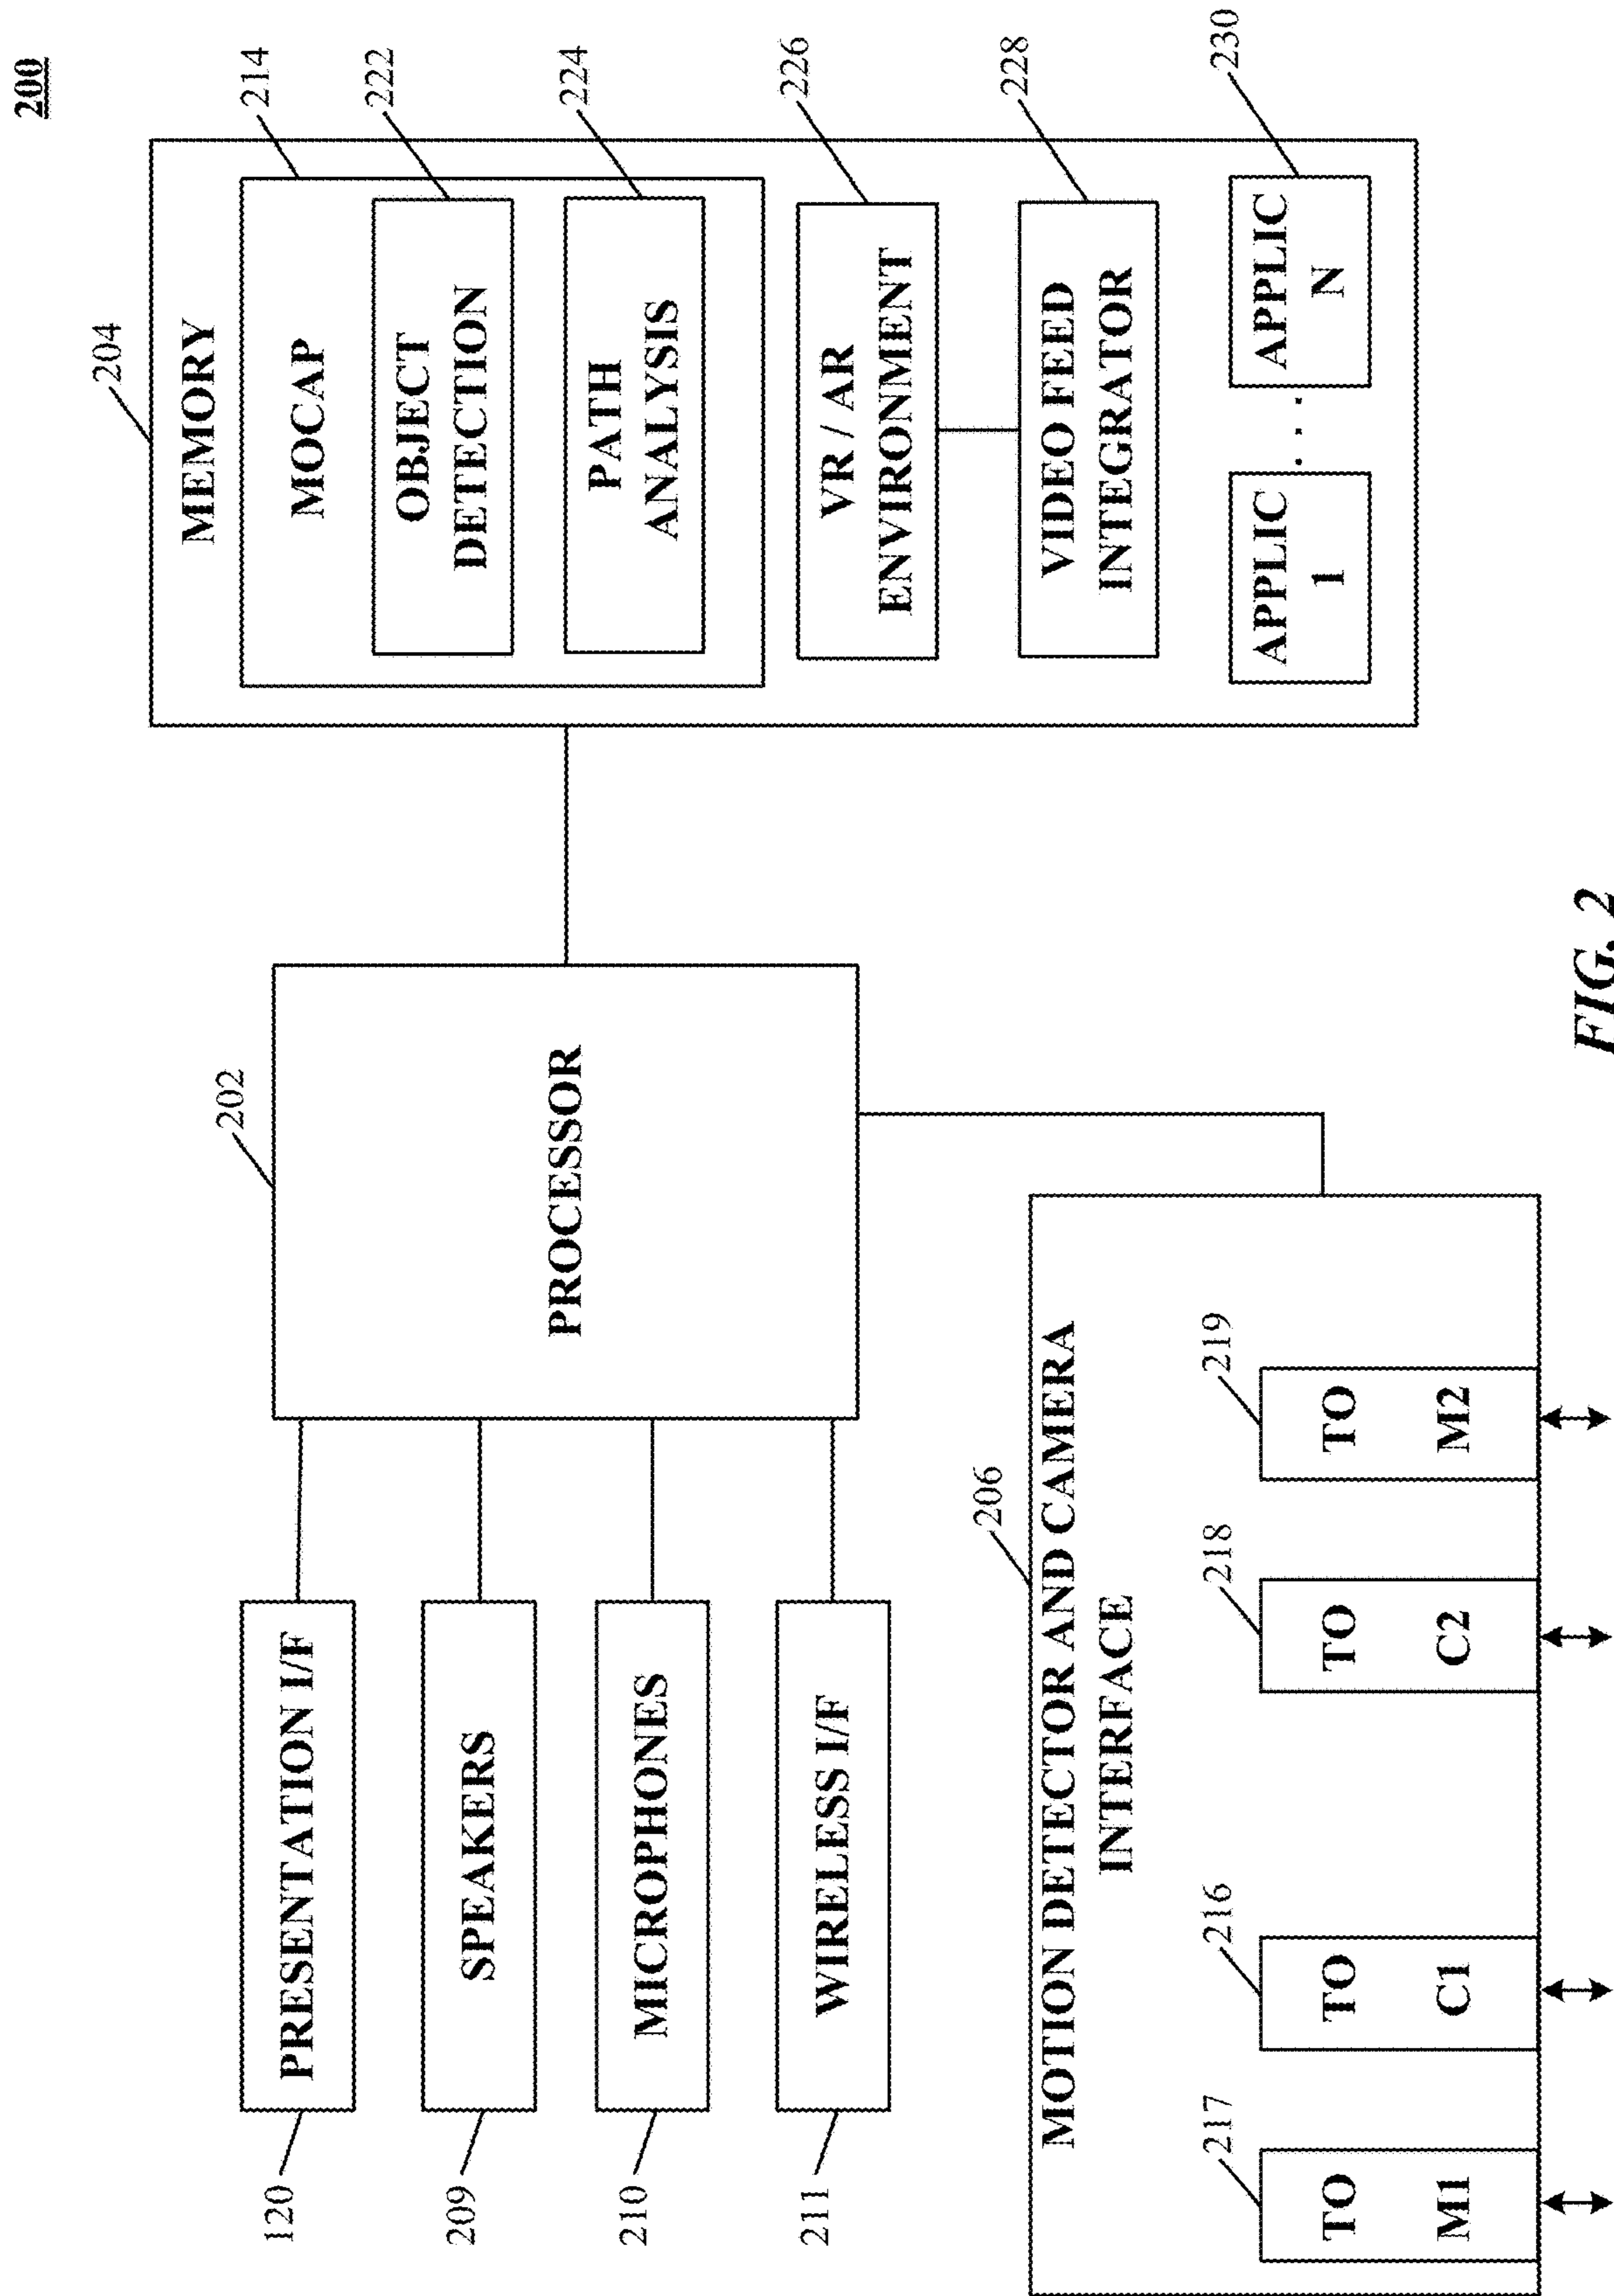 200
204
MEMORY
214
MOCAP
222
OBJECT
DETECTION
224
PATH
ANALYSIS
226
VR / AR
ENVIRONMENT
228
VIDEO FEED
INTEGRATOR
230
APPLIC
1
. . .
APPLIC
N
202
PROCESSOR
120
PRESENTATION I/F
209
SPEAKERS
210
MICROPHONES
211
WIRELESS I/F
206
MOTION DETECTOR AND CAMERA
INTERFACE
217
TO
M1
216
TO
C1
218
TO
C2
219
TO
M2
FIG. 2